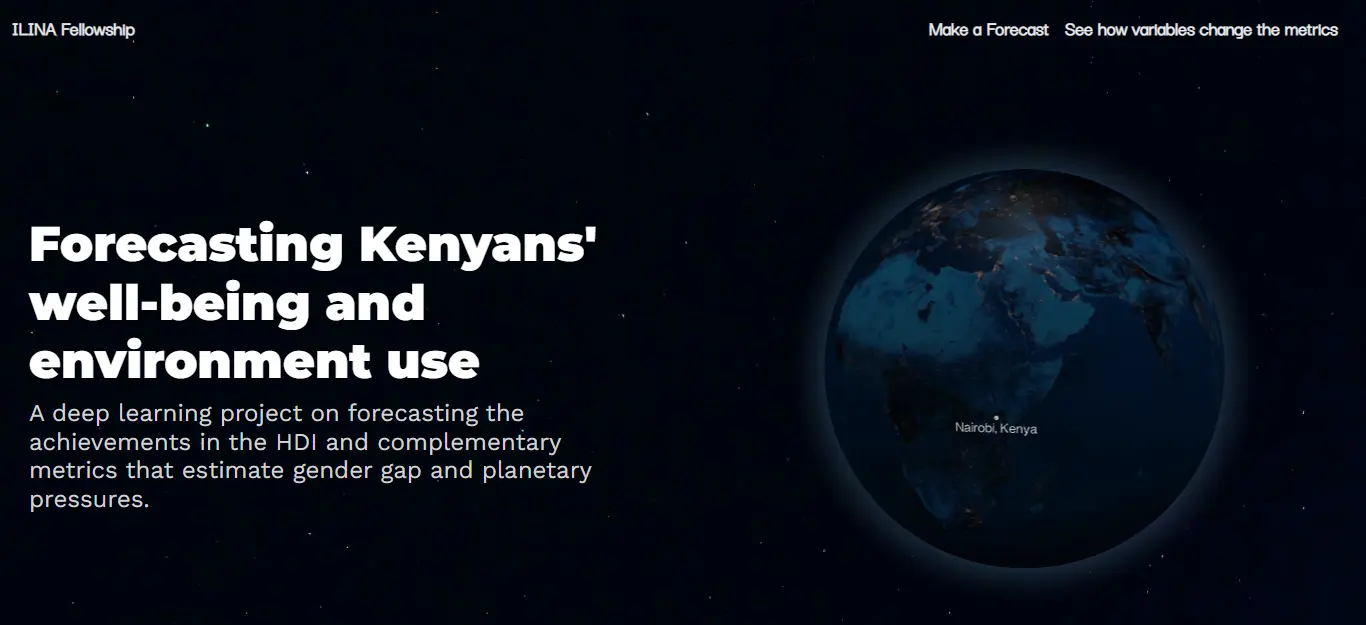 ILINA Fellowship
Make a Forecast
See how variables change the metrics
Forecasting Kenyans'
well-being and
environment use
A deep learning project on forecasting the
achievements in the HDI and complementary
metrics that estimate gender gap and planetary
pressures.
Nairobi, Kenya